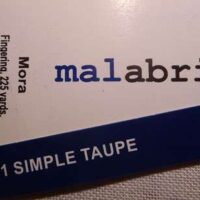 Mora
Fingering, 225 yards.
malabri
1 SIMPLE TAUPE